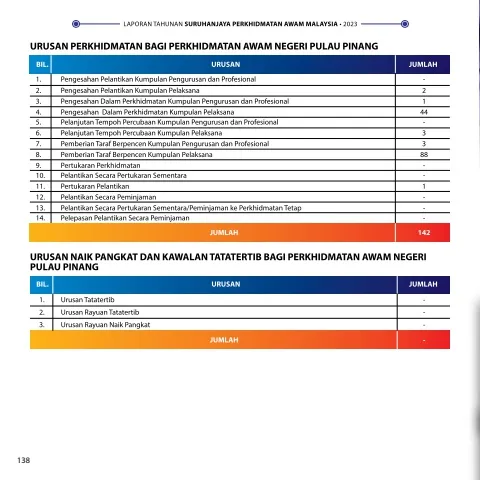 LAPORAN TAHUNAN SURUHANJAYA PERKHIDMATAN AWAM MALAYSIA • 2023
URUSAN PERKHIDMATAN BAGI PERKHIDMATAN AWAM NEGERI PULAU PINANG
BIL. URUSAN JUMLAH
1. Pengesahan Pelantikan Kumpulan Pengurusan dan Profesional -
2. Pengesahan Pelantikan Kumpulan Pelaksana 2
3. Pengesahan Dalam Perkhidmatan Kumpulan Pengurusan dan Profesional 1
4. Pengesahan Dalam Perkhidmatan Kumpulan Pelaksana 44
5. Pelanjutan Tempoh Percubaan Kumpulan Pengurusan dan Profesional -
6. Pelanjutan Tempoh Percubaan Kumpulan Pelaksana 3
7. Pemberian Taraf Berpencen Kumpulan Pengurusan dan Profesional 3
8. Pemberian Taraf Berpencen Kumpulan Pelaksana 88
9. Pertukaran Perkhidmatan -
10. Pelantikan Secara Pertukaran Sementara -
11. Pertukaran Pelantikan 1
12. Pelantikan Secara Peminjaman -
13. Pelantikan Secara Pertukaran Sementara/Peminjaman ke Perkhidmatan Tetap -
14. Pelepasan Pelantikan Secara Peminjaman -
JUMLAH 142
URUSAN NAIK PANGKAT DAN KAWALAN TATATERTIB BAGI PERKHIDMATAN AWAM NEGERI
PULAU PINANG
BIL. URUSAN JUMLAH
1. Urusan Tatatertib -
2. Urusan Rayuan Tatatertib -
3. Urusan Rayuan Naik Pangkat -
JUMLAH -
138